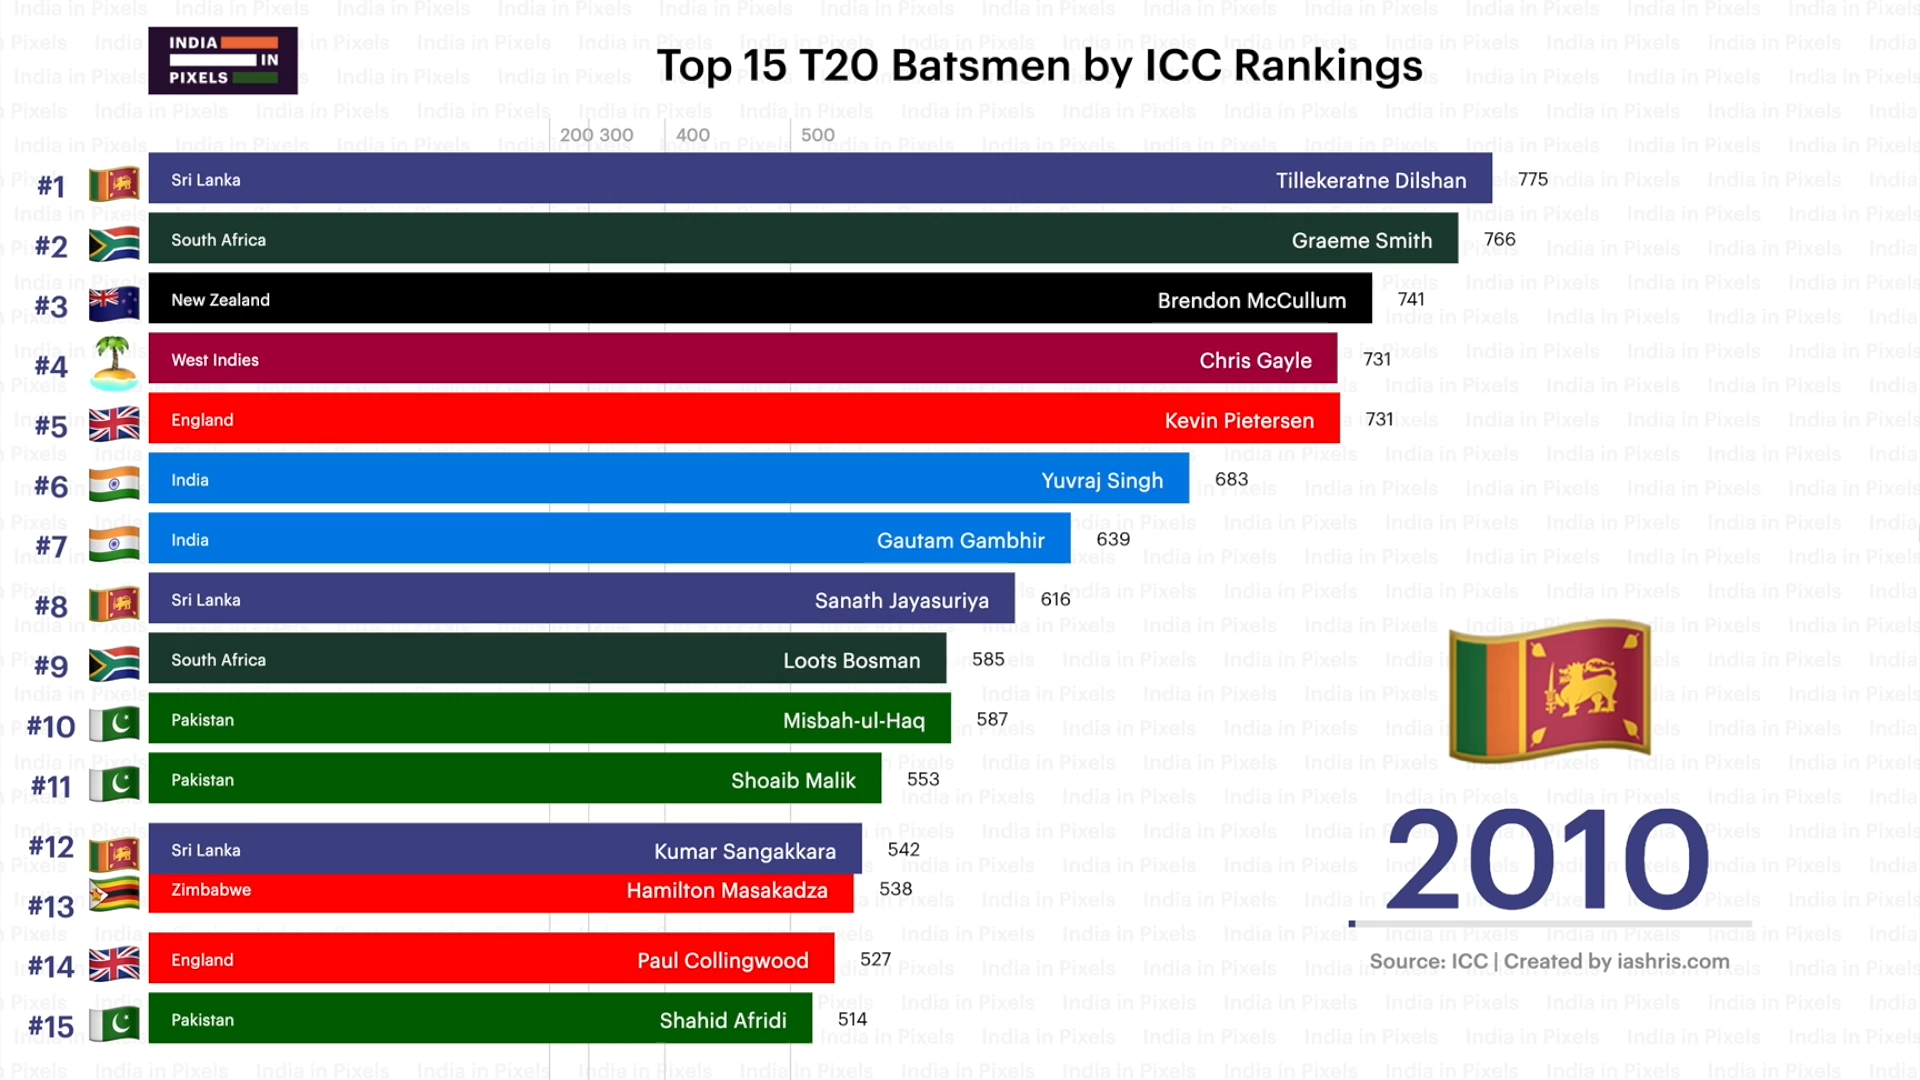 INDIA
IN
PIXELS
Top 15 T20 Batsmen by ICC Rankings
200 300 400 500
#1 Sri Lanka Tillekeratne Dilshan 775
#2 South Africa Graeme Smith 766
#3 New Zealand Brendon McCullum 741
#4 West Indies Chris Gayle 731
#5 England Kevin Pietersen 731
#6 India Yuvraj Singh 683
#7 India Gautam Gambhir 639
#8 Sri Lanka Sanath Jayasuriya 616
#9 South Africa Loots Bosman 585
#10 Pakistan Misbah-ul-Haq 587
#11 Pakistan Shoaib Malik 553
#12 Sri Lanka Kumar Sangakkara 542
#13 Zimbabwe Hamilton Masakadza 538
#14 England Paul Collingwood 527
#15 Pakistan Shahid Afridi 514
2010
Source: ICC | Created by iashris.com
India in Pixels